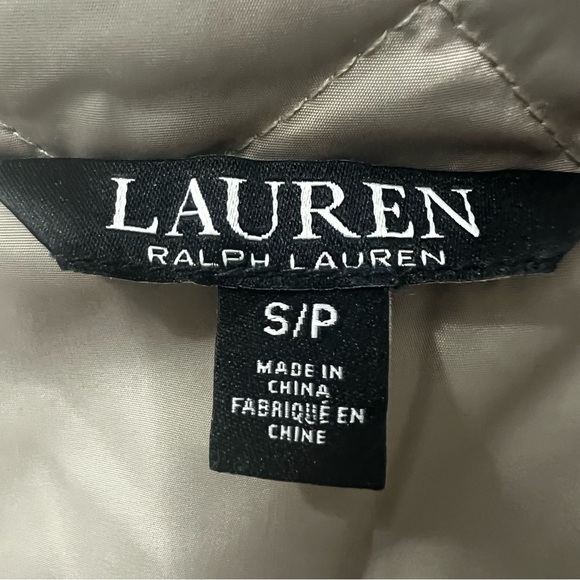 LAUREN
RALPH LAUREN
S/P
MADE IN
CHINA
FABRIQUÉ EN
CHINE